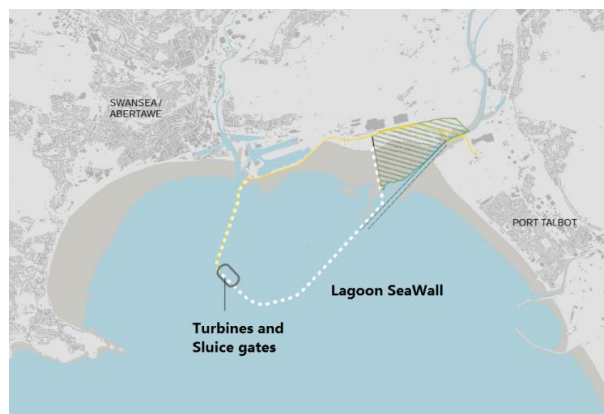 SWANSEA /
ABERTAWE
PORT TALBOT
Lagoon SeaWall
Turbines and
Sluice gates